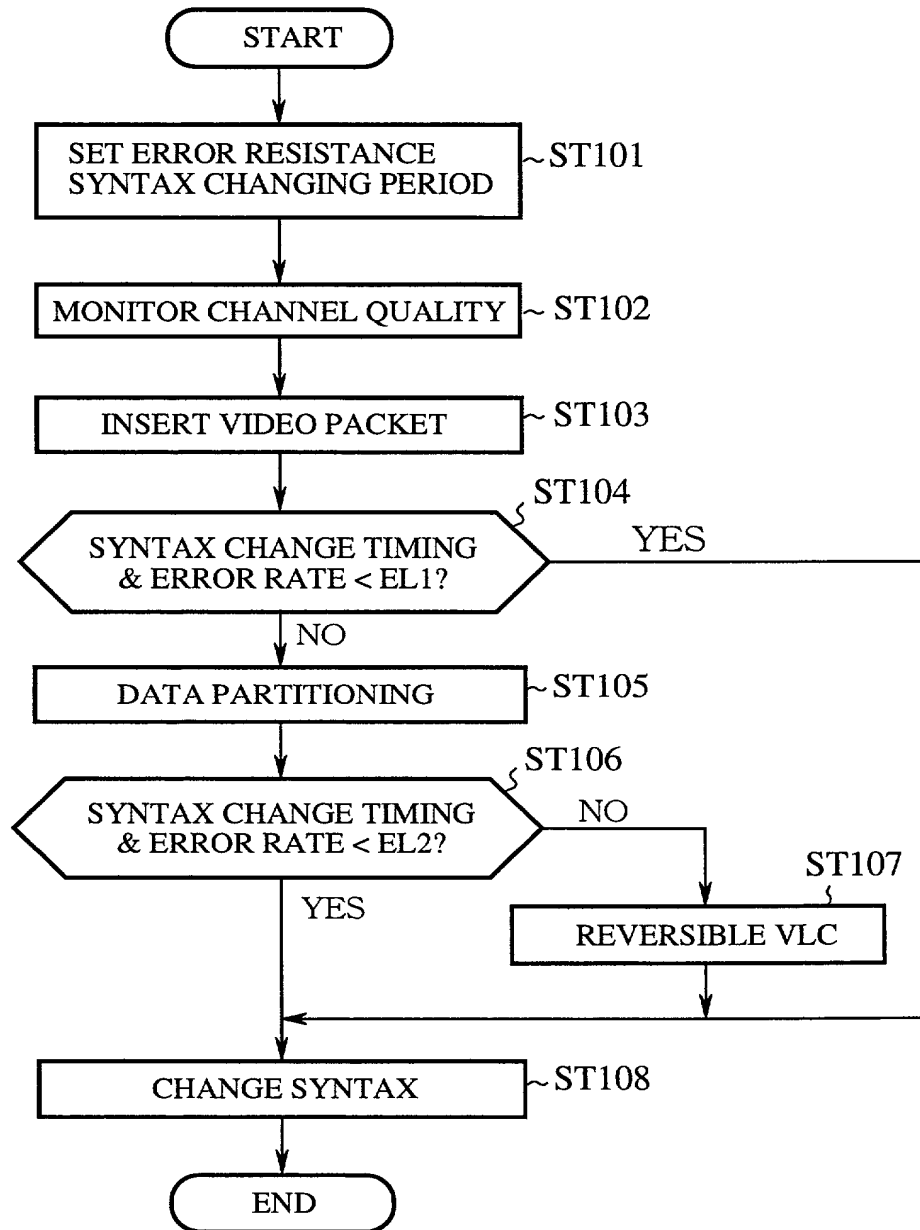 START
SET ERROR RESISTANCE
SYNTAX CHANGING PERIOD
ST101
MONITOR CHANNEL QUALITY
ST102
INSERT VIDEO PACKET
ST103
ST104
SYNTAX CHANGE TIMING
& ERROR RATE < EL1?
YES
NO
DATA PARTITIONING
ST105
ST106
SYNTAX CHANGE TIMING
& ERROR RATE < EL2?
NO
YES
ST107
REVERSIBLE VLC
CHANGE SYNTAX
ST108
END